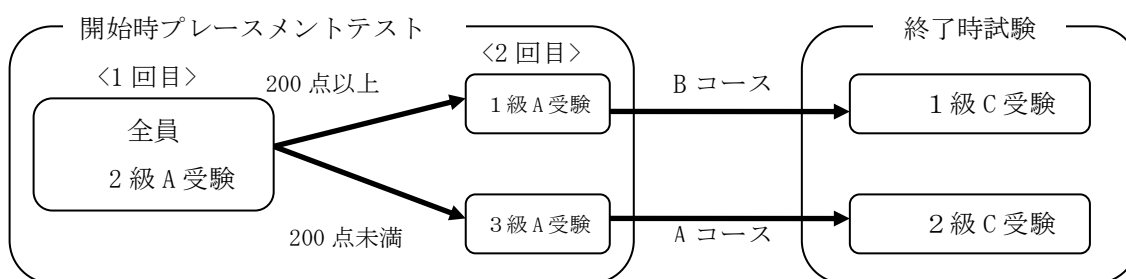 開始時プレースメントテスト
終了時試験
〈1回目〉
〈2回目〉
200点以上
1級A受験
Bコース
1級C受験
全員
2級A受験
200点未満
3級A受験
Aコース
2級C受験